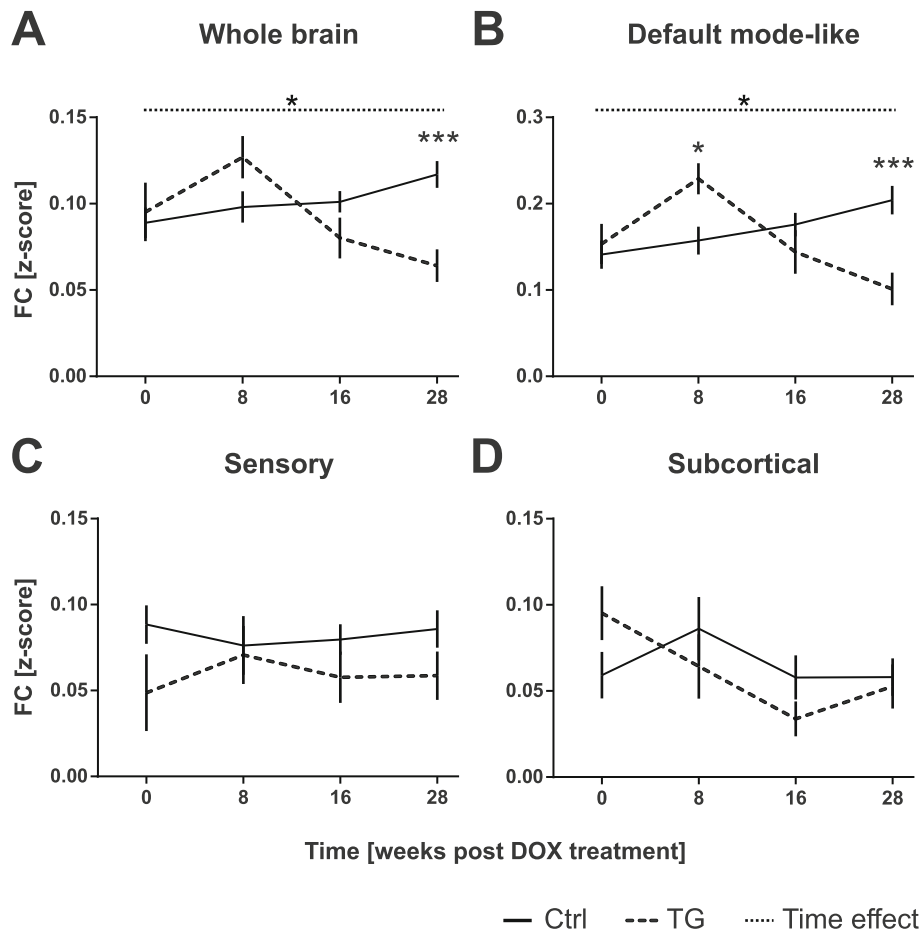 A Whole brain
B Default mode-like
*
*
0.15
***
0.10
0.05
0.00
FC [z-score]
0 8 16 28
0.3
*
***
0.2
0.1
0.0
0 8 16 28
C Sensory
D Subcortical
0.15
0.10
0.05
0.00
FC [z-score]
0 8 16 28
0.15
0.10
0.05
0.00
0 8 16 28
Time [weeks post DOX treatment]
Ctrl TG Time effect